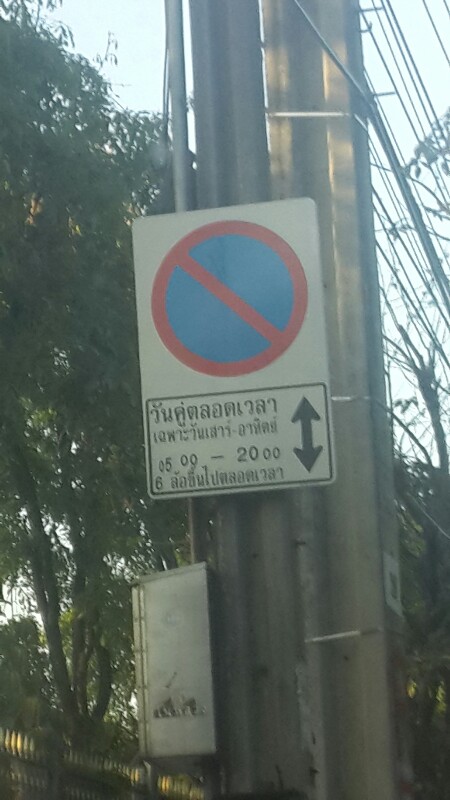 วันคู่ตลอดเวลา
เฉพาะวันเสาร์-อาทิตย์
05 00 - 20 00
6 ล้อขึ้นไปตลอดเวลา